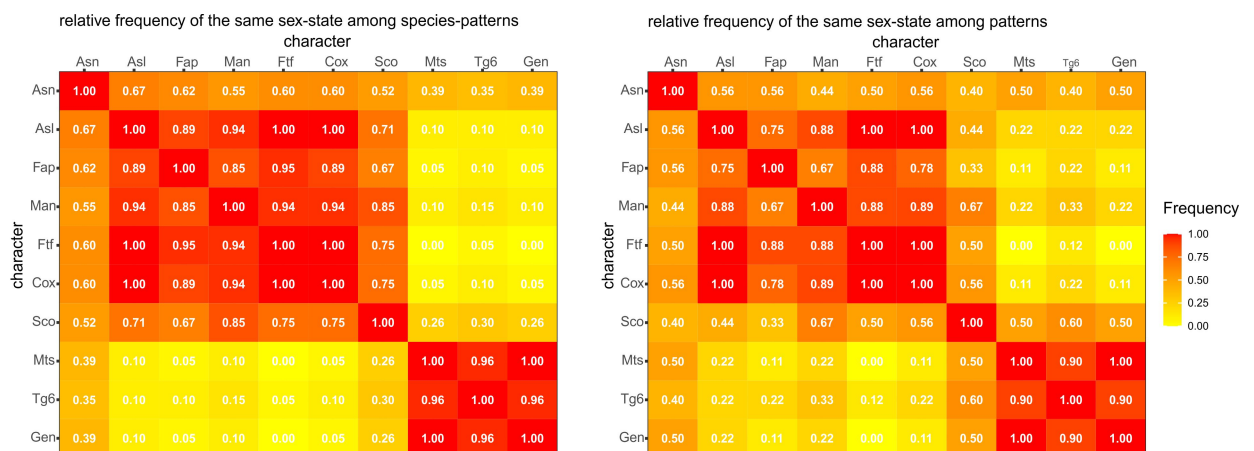 relative frequency of the same sex-state among species-patterns
character
Asn Asl Fap Man Ftf Cox Sco Mts Tg6 Gen
Asn 1.00 0.67 0.62 0.55 0.60 0.60 0.52 0.39 0.35 0.39
Asl 0.67 1.00 0.89 0.94 1.00 1.00 0.71 0.10 0.10 0.10
Fap 0.62 0.89 1.00 0.85 0.95 0.89 0.67 0.05 0.10 0.05
Man 0.55 0.94 0.85 1.00 0.94 0.94 0.85 0.10 0.15 0.10
character
Ftf 0.60 1.00 0.95 0.94 1.00 1.00 0.75 0.00 0.05 0.00
Cox 0.60 1.00 0.89 0.94 1.00 1.00 0.75 0.05 0.10 0.05
Sco 0.52 0.71 0.67 0.85 0.75 0.75 1.00 0.26 0.30 0.26
Mts 0.39 0.10 0.05 0.10 0.00 0.05 0.26 1.00 0.96 1.00
Tg6 0.35 0.10 0.10 0.15 0.05 0.10 0.30 0.96 1.00 0.96
Gen 0.39 0.10 0.05 0.10 0.00 0.05 0.26 1.00 0.96 1.00
relative frequency of the same sex-state among patterns
character
Asn Asl Fap Man Ftf Cox Sco Mts Tg6 Gen
Asn 1.00 0.56 0.56 0.44 0.50 0.56 0.40 0.50 0.40 0.50
Asl 0.56 1.00 0.75 0.88 1.00 1.00 0.44 0.22 0.22 0.22
Fap 0.56 0.75 1.00 0.67 0.88 0.78 0.33 0.11 0.22 0.11
Man 0.44 0.88 0.67 1.00 0.88 0.89 0.67 0.22 0.33 0.22
character
Ftf 0.50 1.00 0.88 0.88 1.00 1.00 0.50 0.00 0.12 0.00
Cox 0.56 1.00 0.78 0.89 1.00 1.00 0.56 0.11 0.22 0.11
Sco 0.40 0.44 0.33 0.67 0.50 0.56 1.00 0.50 0.60 0.50
Mts 0.50 0.22 0.11 0.22 0.00 0.11 0.50 1.00 0.90 1.00
Tg6 0.40 0.22 0.22 0.33 0.12 0.22 0.60 0.90 1.00 0.90
Gen 0.50 0.22 0.11 0.22 0.00 0.11 0.50 1.00 0.90 1.00
Frequency
1.00
0.75
0.50
0.25
0.00